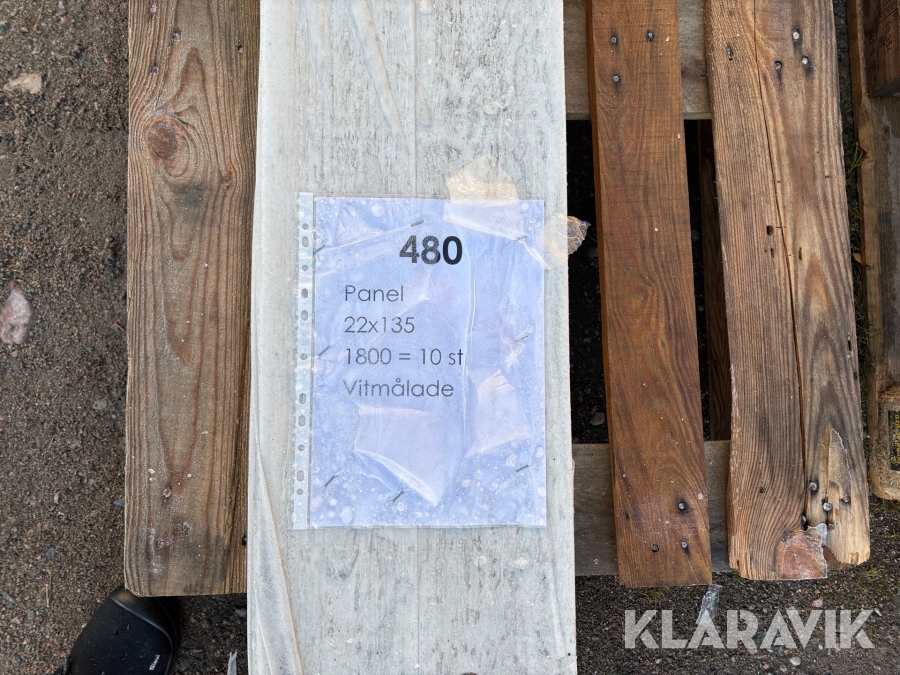 480
Panel
22x135
1800 = 10 st
Vitmålade
KLARAVIK